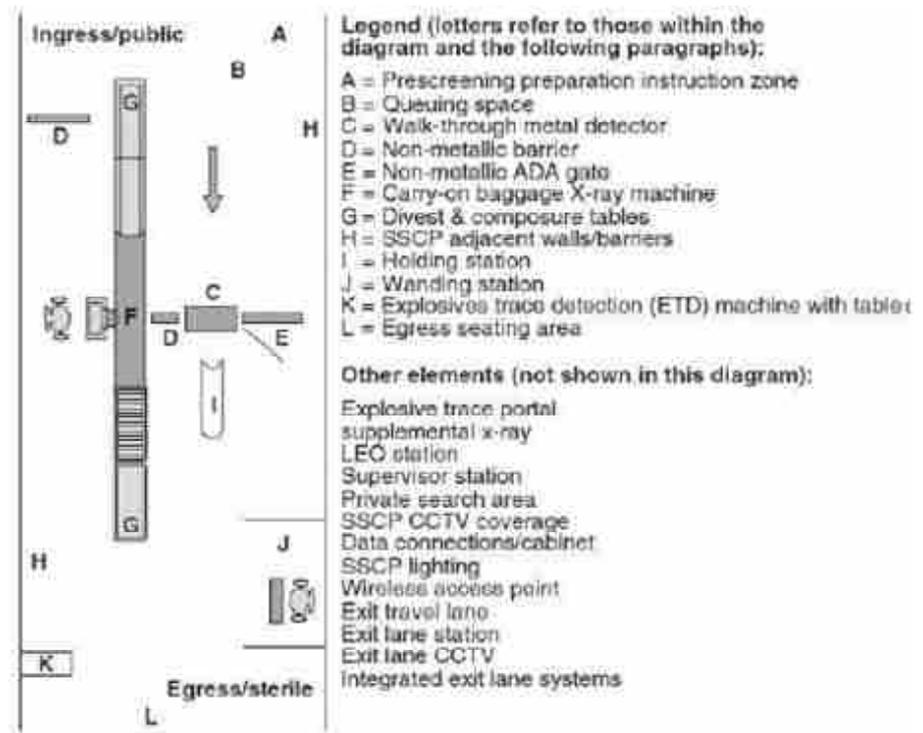 Ingress/public
A
B
G
D
H
C
F
D
E
I
G
J
H
K
Egress/sterile
L
Legend (letters refer to those within the
diagram and the following paragraphs):
A = Prescreening preparation instruction zone
B = Queuing space
C = Walk-through metal detector
D = Non-metallic barrier
E = Non-metallic ADA gate
F = Carry-on baggage X-ray machine
G = Divest & composure tables
H = SSCP adjacent walls/barriers
I = Holding station
J = Wanding station
K = Explosives trace detection (ETD) machine with table(
L = Egress seating area
Other elements (not shown in this diagram):
Explosive trace portal
supplemental x-ray
LEO station
Supervisor station
Private search area
SSCP CCTV coverage
Data connections/cabinet
SSCP lighting
Wireless access point
Exit travel lane
Exit lane station
Exit lane CCTV
Integrated exit lane systems